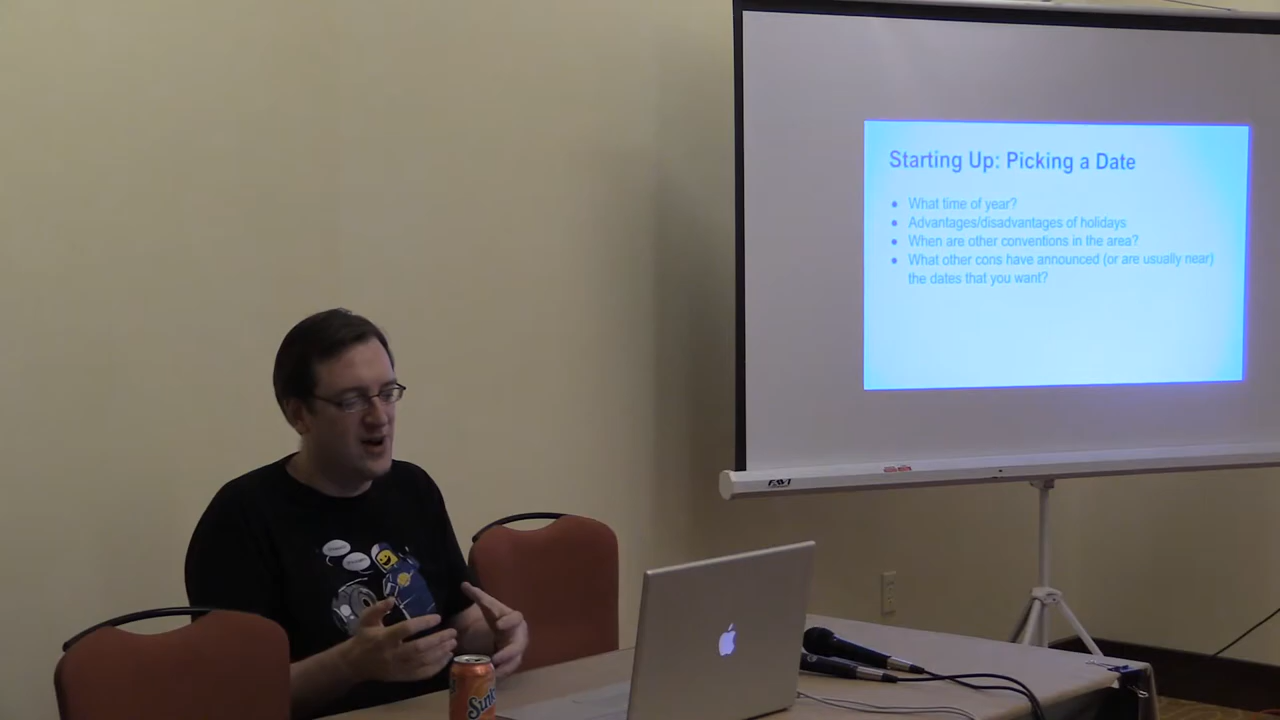 Starting Up: Picking a Date
● What time of year?
● Advantages/disadvantages of holidays
● When are other conventions in the area?
● What other cons have announced (or are usually near)
the dates that you want?
FAVI